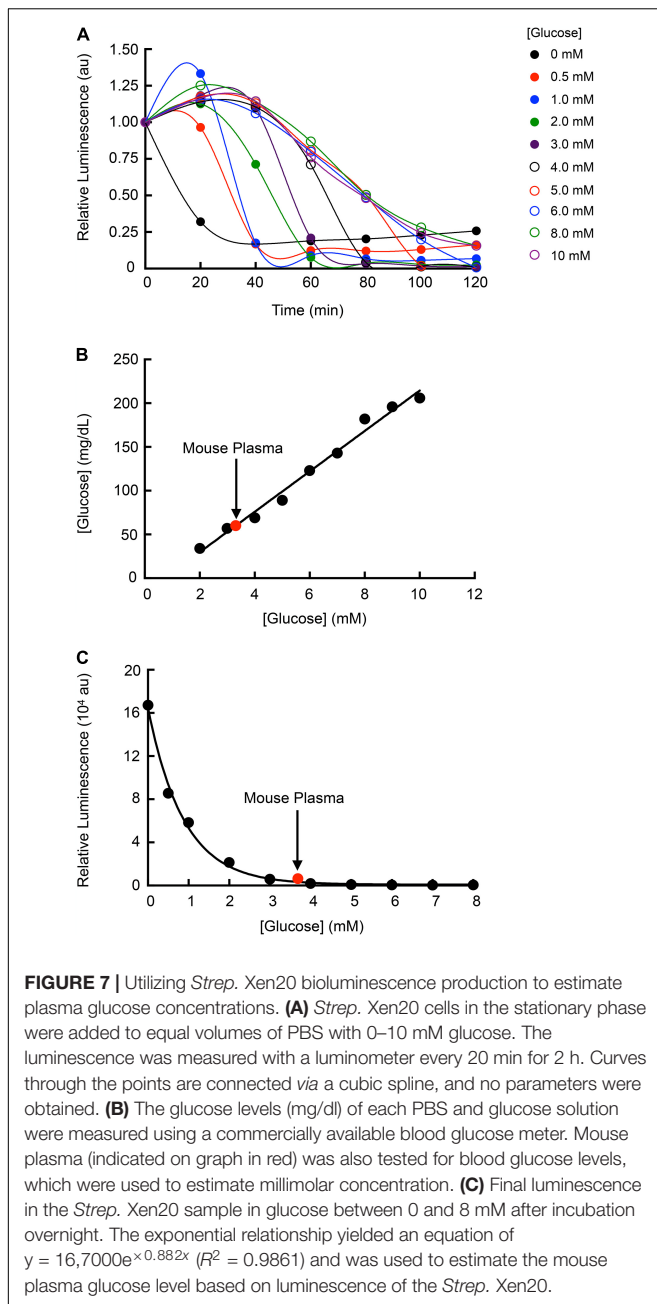 A
Relative Luminescence (au)
1.50
1.25
1.00
0.75
0.50
0.25
0
0 20 40 60 80 100 120
Time (min)
[Glucose]
0 mM
0.5 mM
1.0 mM
2.0 mM
3.0 mM
4.0 mM
5.0 mM
6.0 mM
8.0 mM
10 mM
B
[Glucose] (mg/dL)
250
200
150
100
50
0
Mouse Plasma
0 2 4 6 8 10 12
[Glucose] (mM)
C
Relative Luminescence (10⁴ au)
20
16
12
8
4
0
Mouse Plasma
0 1 2 3 4 5 6 7 8
[Glucose] (mM)
FIGURE 7 | Utilizing Strep. Xen20 bioluminescence production to estimate
plasma glucose concentrations. (A) Strep. Xen20 cells in the stationary phase
were added to equal volumes of PBS with 0–10 mM glucose. The
luminescence was measured with a luminometer every 20 min for 2 h. Curves
through the points are connected via a cubic spline, and no parameters were
obtained. (B) The glucose levels (mg/dl) of each PBS and glucose solution
were measured using a commercially available blood glucose meter. Mouse
plasma (indicated on graph in red) was also tested for blood glucose levels,
which were used to estimate millimolar concentration. (C) Final luminescence
in the Strep. Xen20 sample in glucose between 0 and 8 mM after incubation
overnight. The exponential relationship yielded an equation of
y = 16,7000e^×0.882x (R² = 0.9861) and was used to estimate the mouse
plasma glucose level based on luminescence of the Strep. Xen20.